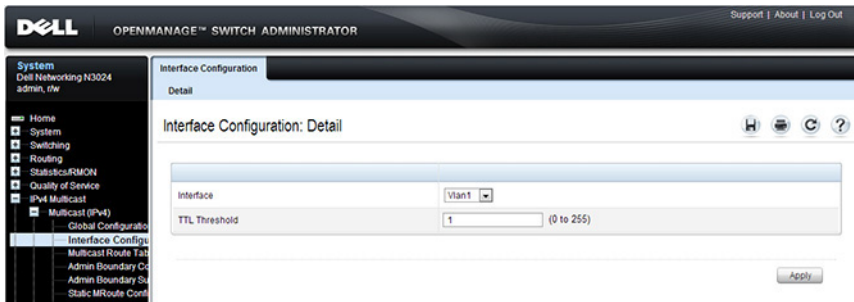 Support | About | Log Out
DELL OPENMANAGE™ SWITCH ADMINISTRATOR
System
Dell Networking N3024
admin, r/w
Home
System
Switching
Routing
Statistics/RMON
Quality of Service
IPv4 Multicast
Multicast (IPv4)
Global Configuratio
Interface Configu
Multicast Route Tab
Admin Boundary Co
Admin Boundary Su
Static MRoute Confi
Interface Configuration
Detail
Interface Configuration: Detail
Interface Vlan1
TTL Threshold 1 (0 to 255)
Apply